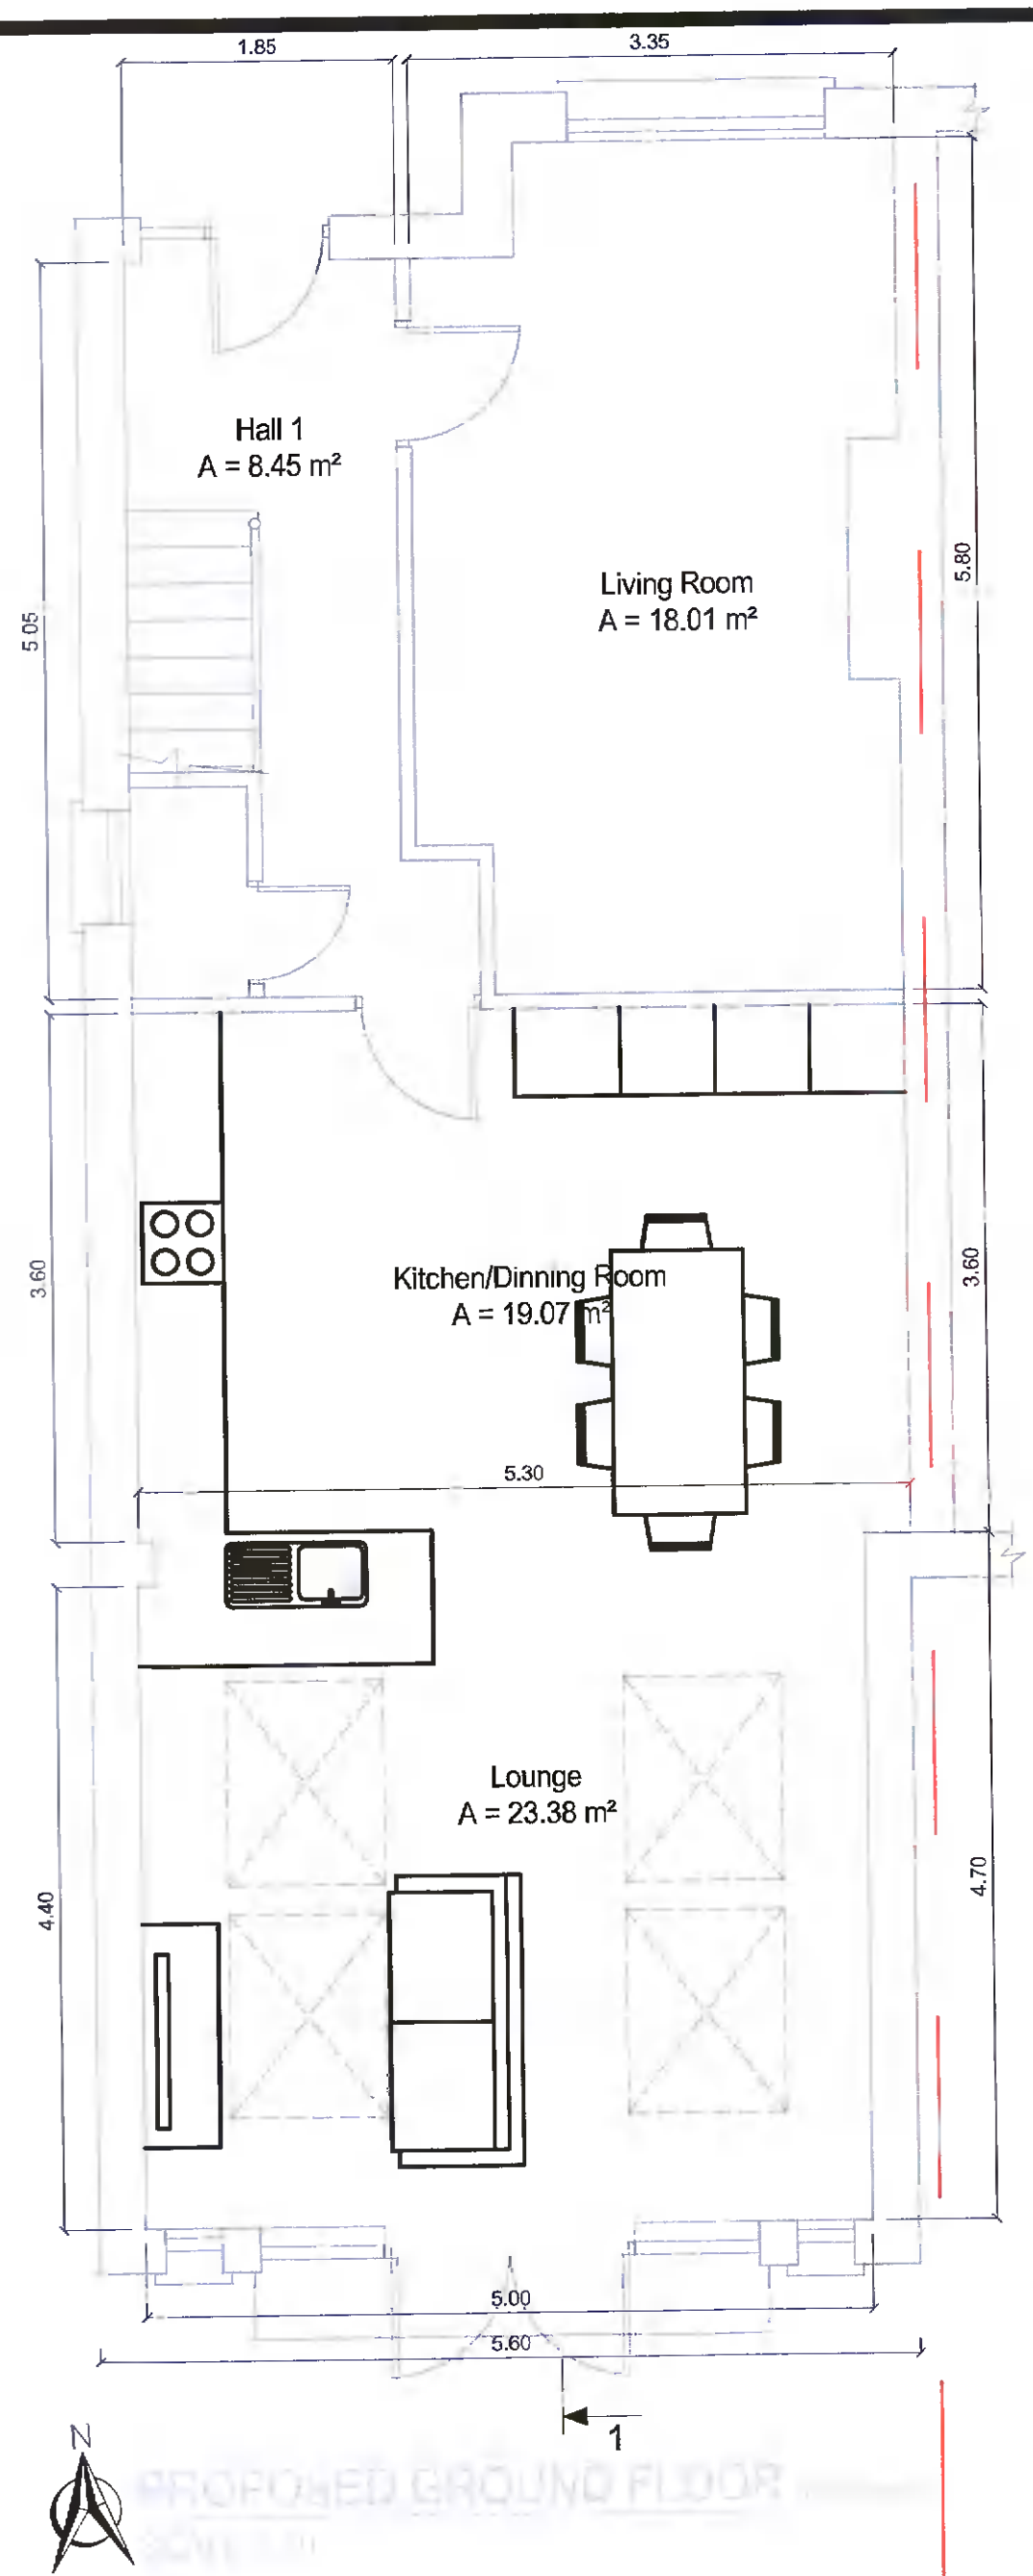 1.85
3.35
Hall 1
A = 8.45 m²
5.05
Living Room
A = 18.01 m²
5.80
3.60
Kitchen/Dinning Room
A = 19.07 m²
3.60
5.30
Lounge
A = 23.38 m²
4.40
4.70
5.00
5.60
1
N
PROPOSED GROUND FLOOR